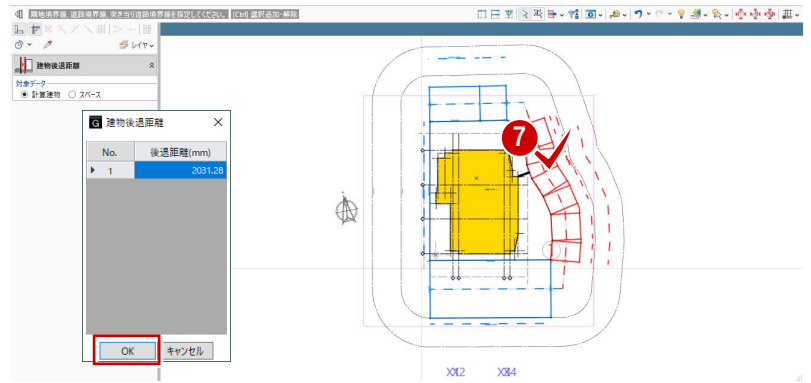 隣地境界線, 道路境界線, 突き当り道路境界線を指定してください。 [[Ctrl] 選択追加・解除]
レイヤ
建物後退距離
対象データ
計算建物 スペース
建物後退距離
No. 後退距離(mm)
1 2031.28
OK キャンセル
7